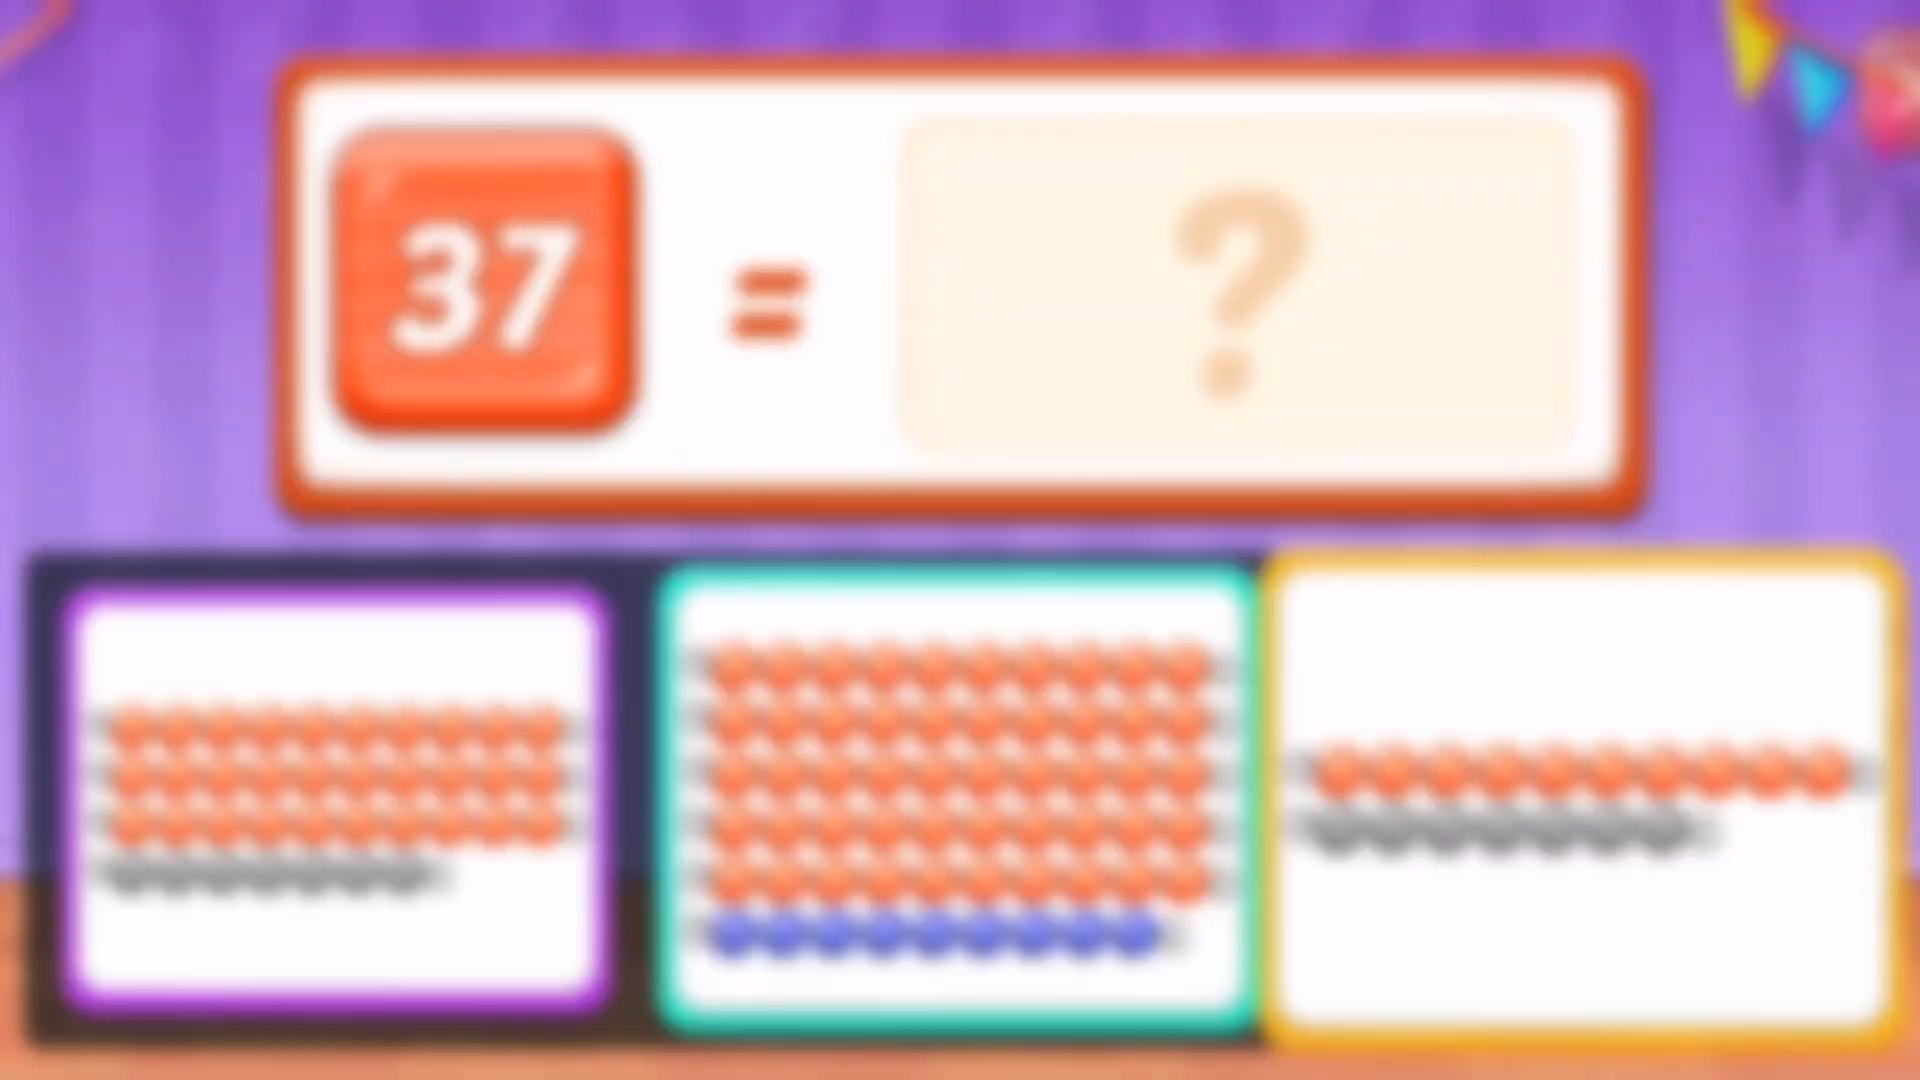 37 = ?